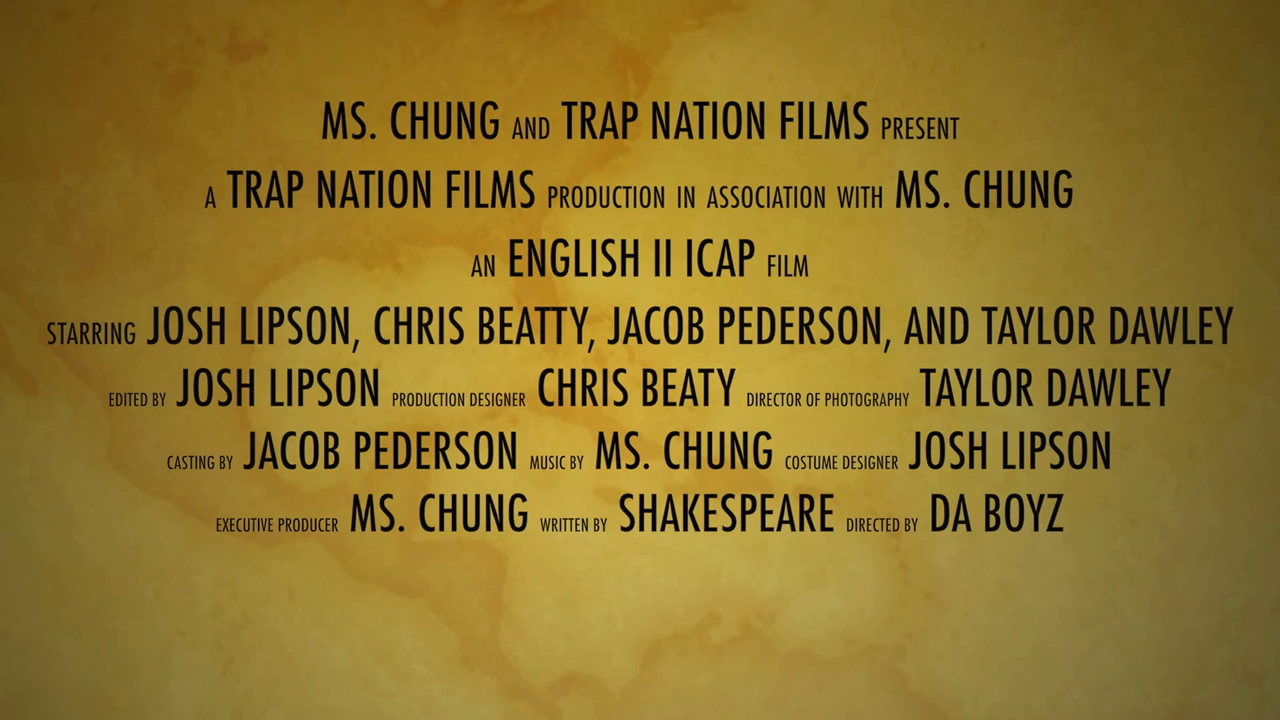 MS. CHUNG AND TRAP NATION FILMS PRESENT
A TRAP NATION FILMS PRODUCTION IN ASSOCIATION WITH MS. CHUNG
AN ENGLISH II ICAP FILM
STARRING JOSH LIPSON, CHRIS BEATTY, JACOB PEDERSON, AND TAYLOR DAWLEY
EDITED BY JOSH LIPSON PRODUCTION DESIGNER CHRIS BEATY DIRECTOR OF PHOTOGRAPHY TAYLOR DAWLEY
CASTING BY JACOB PEDERSON MUSIC BY MS. CHUNG COSTUME DESIGNER JOSH LIPSON
EXECUTIVE PRODUCER MS. CHUNG WRITTEN BY SHAKESPEARE DIRECTED BY DA BOYZ